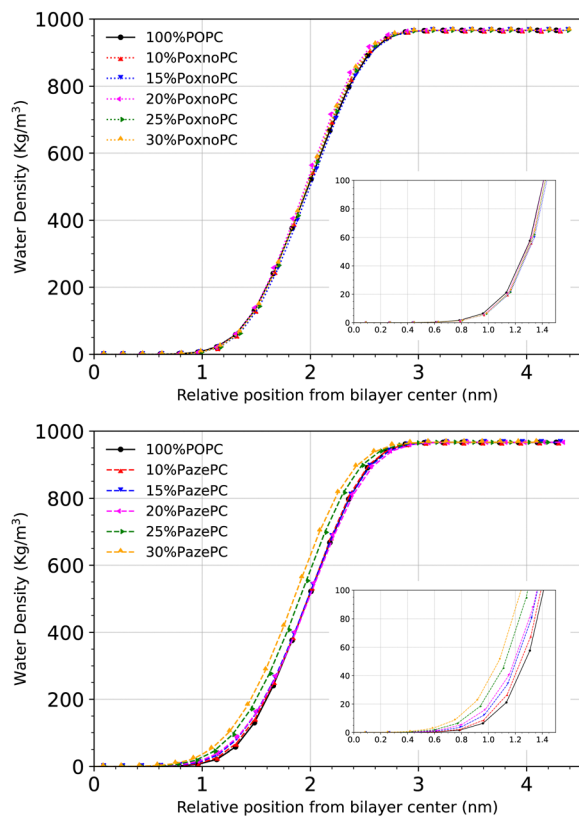 1000
800
600
400
200
0
Water Density (Kg/m³)
100%POPC
10%PoxnoPC
15%PoxnoPC
20%PoxnoPC
25%PoxnoPC
30%PoxnoPC
100
80
60
40
20
0
0.0 0.2 0.4 0.6 0.8 1.0 1.2 1.4
0 1 2 3 4
Relative position from bilayer center (nm)
1000
800
600
400
200
0
Water Density (Kg/m³)
100%POPC
10%PazePC
15%PazePC
20%PazePC
25%PazePC
30%PazePC
100
80
60
40
20
0
0.0 0.2 0.4 0.6 0.8 1.0 1.2 1.4
0 1 2 3 4
Relative position from bilayer center (nm)